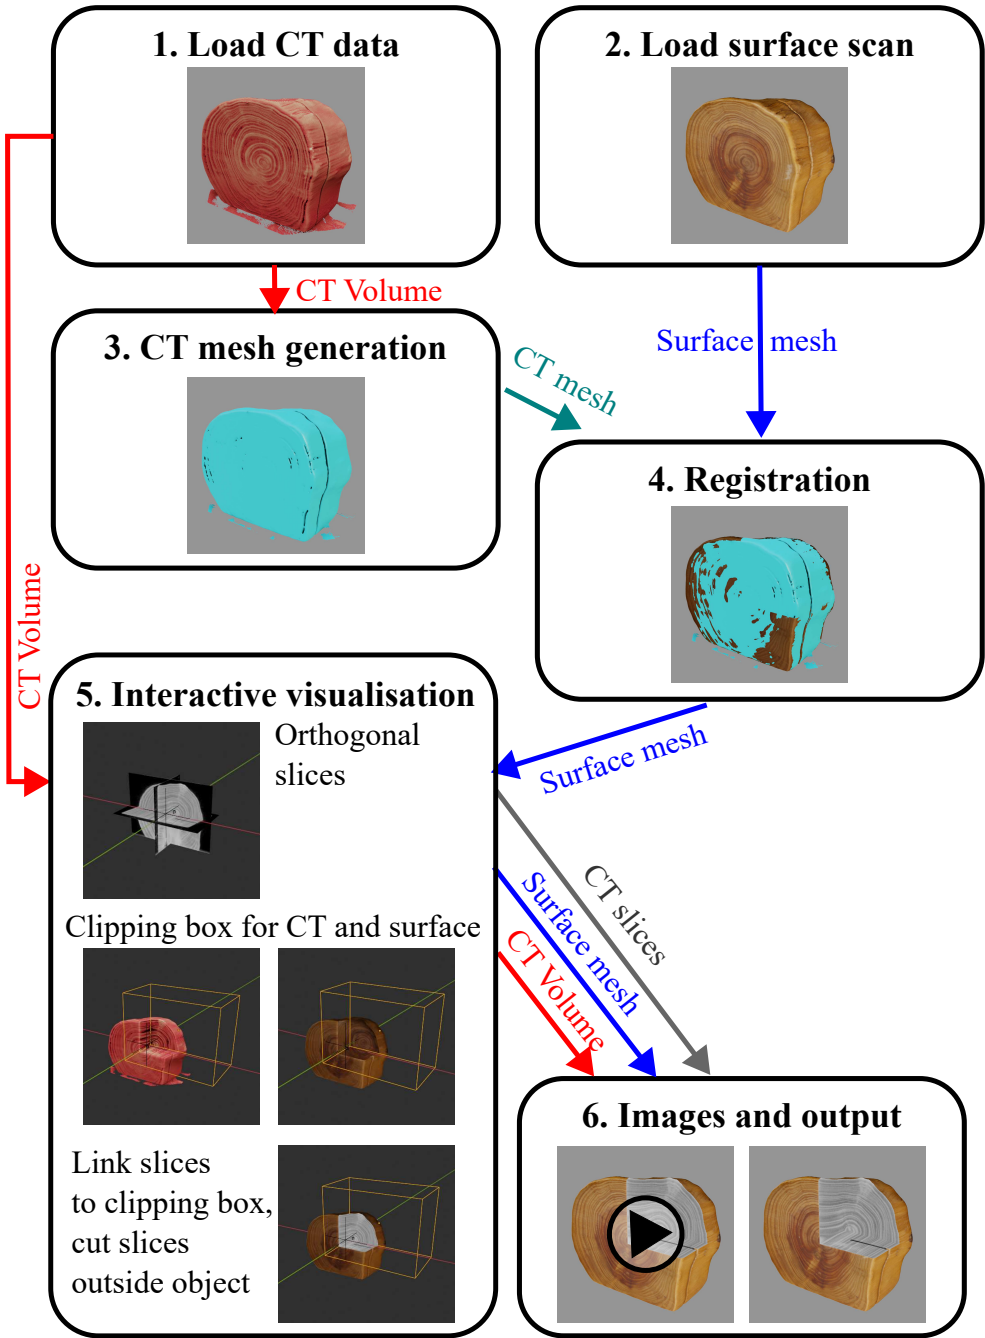 1. Load CT data
2. Load surface scan
CT Volume
3. CT mesh generation
CT mesh
Surface mesh
4. Registration
CT Volume
5. Interactive visualisation
Orthogonal
slices
Surface mesh
Clipping box for CT and surface
CT slices
Surface mesh
CT Volume
Link slices
to clipping box,
cut slices
outside object
6. Images and output